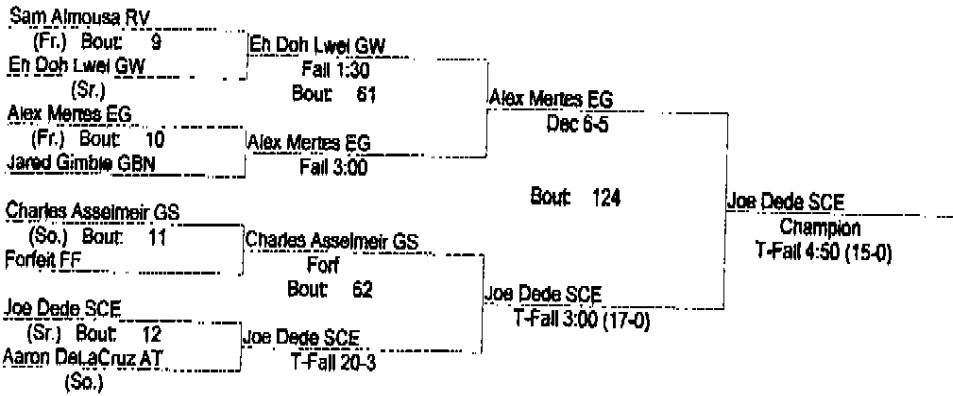 Sam Almousa RV
(Fr.) Bout: 9
Eh Doh Lwei GW
(Sr.)
Eh Doh Lwei GW
Fall 1:30
Bout: 61
Alex Mertes EG
(Fr.) Bout: 10
Jared Gimble GBN
Alex Mertes EG
Fall 3:00
Alex Mertes EG
Dec 6-5
Charles Asselmeir GS
(So.) Bout: 11
Forfeit FF
Charles Asselmeir GS
Forf
Bout: 62
Joe Dede SCE
(Sr.) Bout: 12
Aaron DeLaCruz AT
(So.)
Joe Dede SCE
T-Fall 20-3
Joe Dede SCE
T-Fall 3:00 (17-0)
Bout: 124
Joe Dede SCE
Champion
T-Fall 4:50 (15-0)